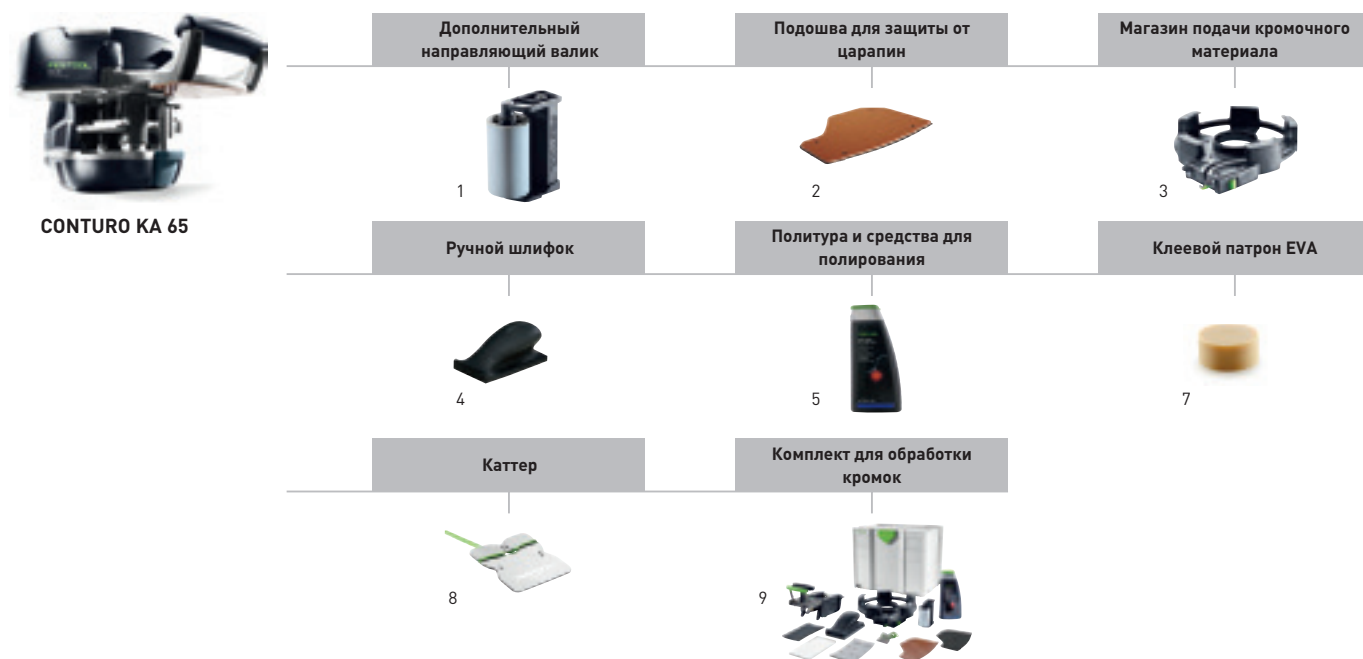 Дополнительный
направляющий валик
Подошва для защиты от
царапин
Магазин подачи кромочного
материала
FESTOOL
1
2
3
CONTURO KA 65
Ручной шлифок
Политура и средства для
полирования
Клеевой патрон EVA
4
5
7
Каттер
Комплект для обработки
кромок
8
9